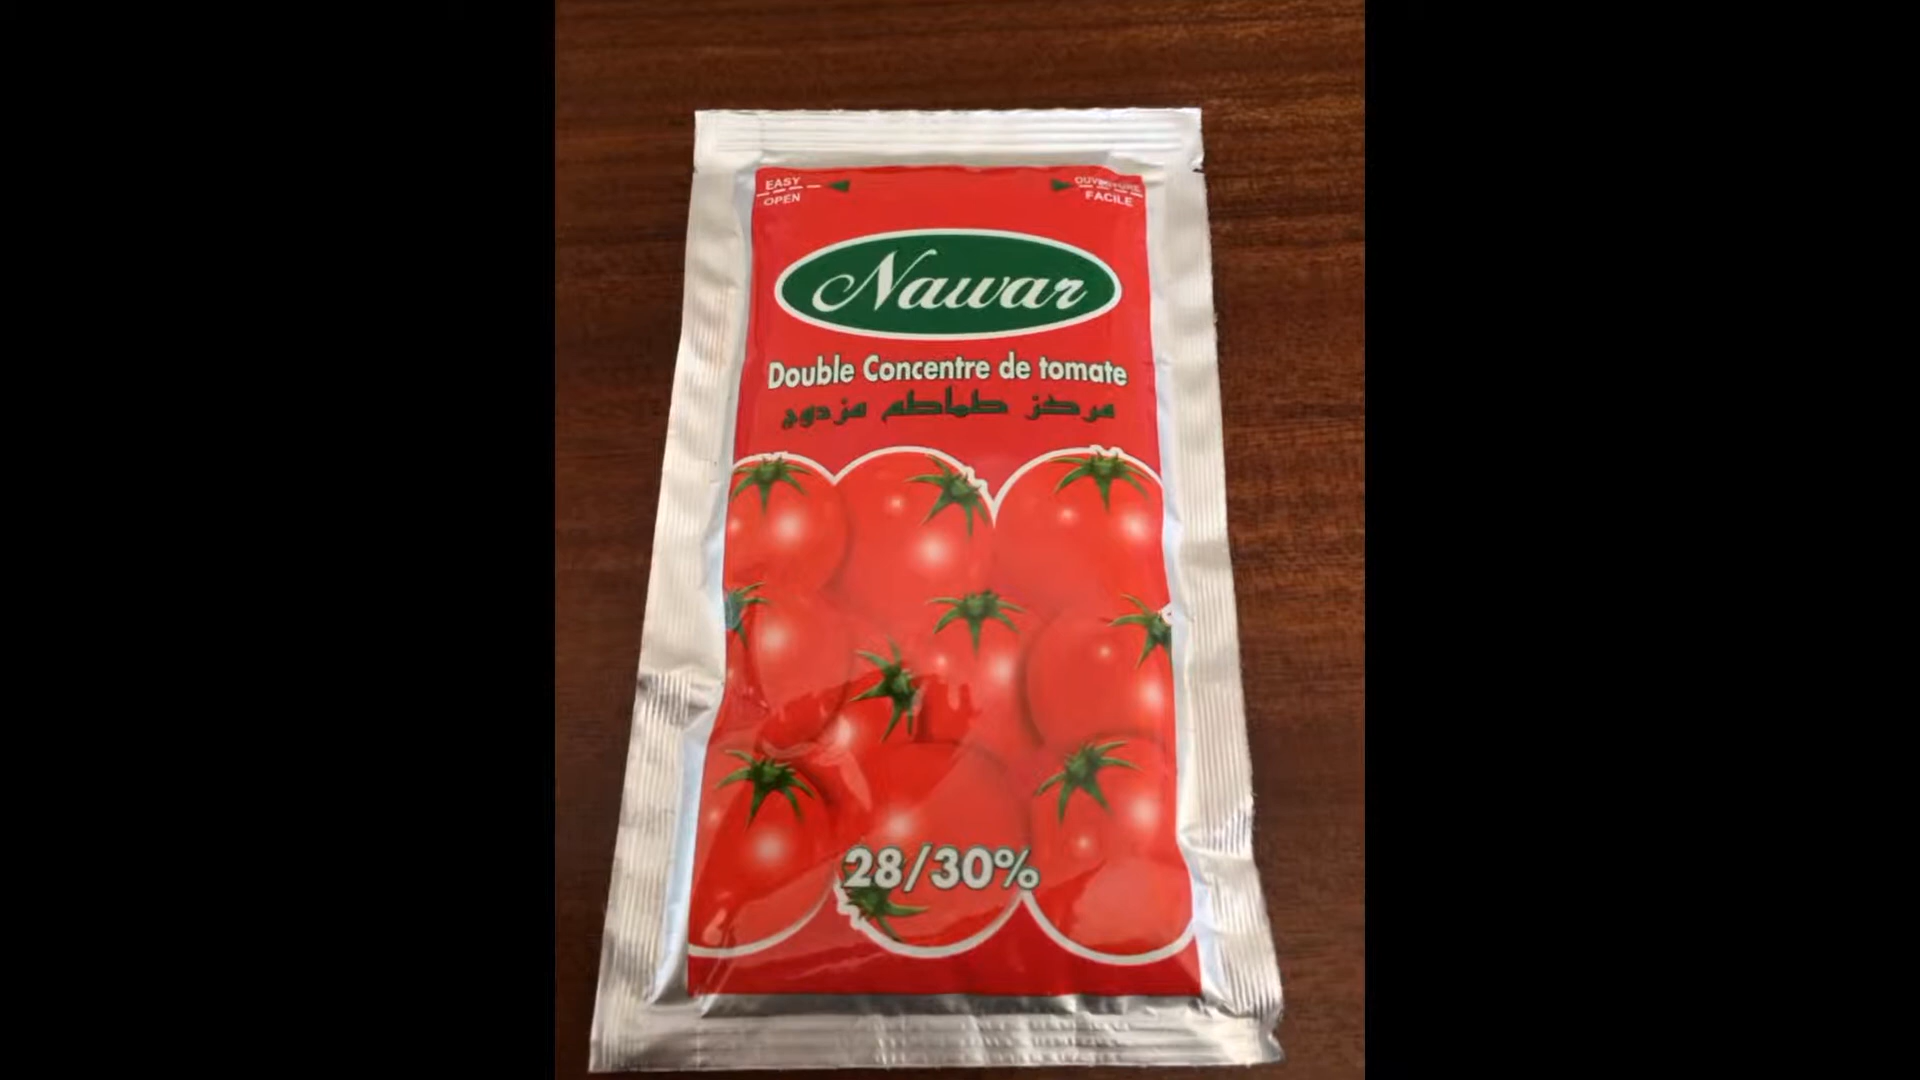 EASY
OPEN
OUVERTURE
FACILE
Nawar
Double Concentre de tomate
مركز طماطم مزدوج
28/30%